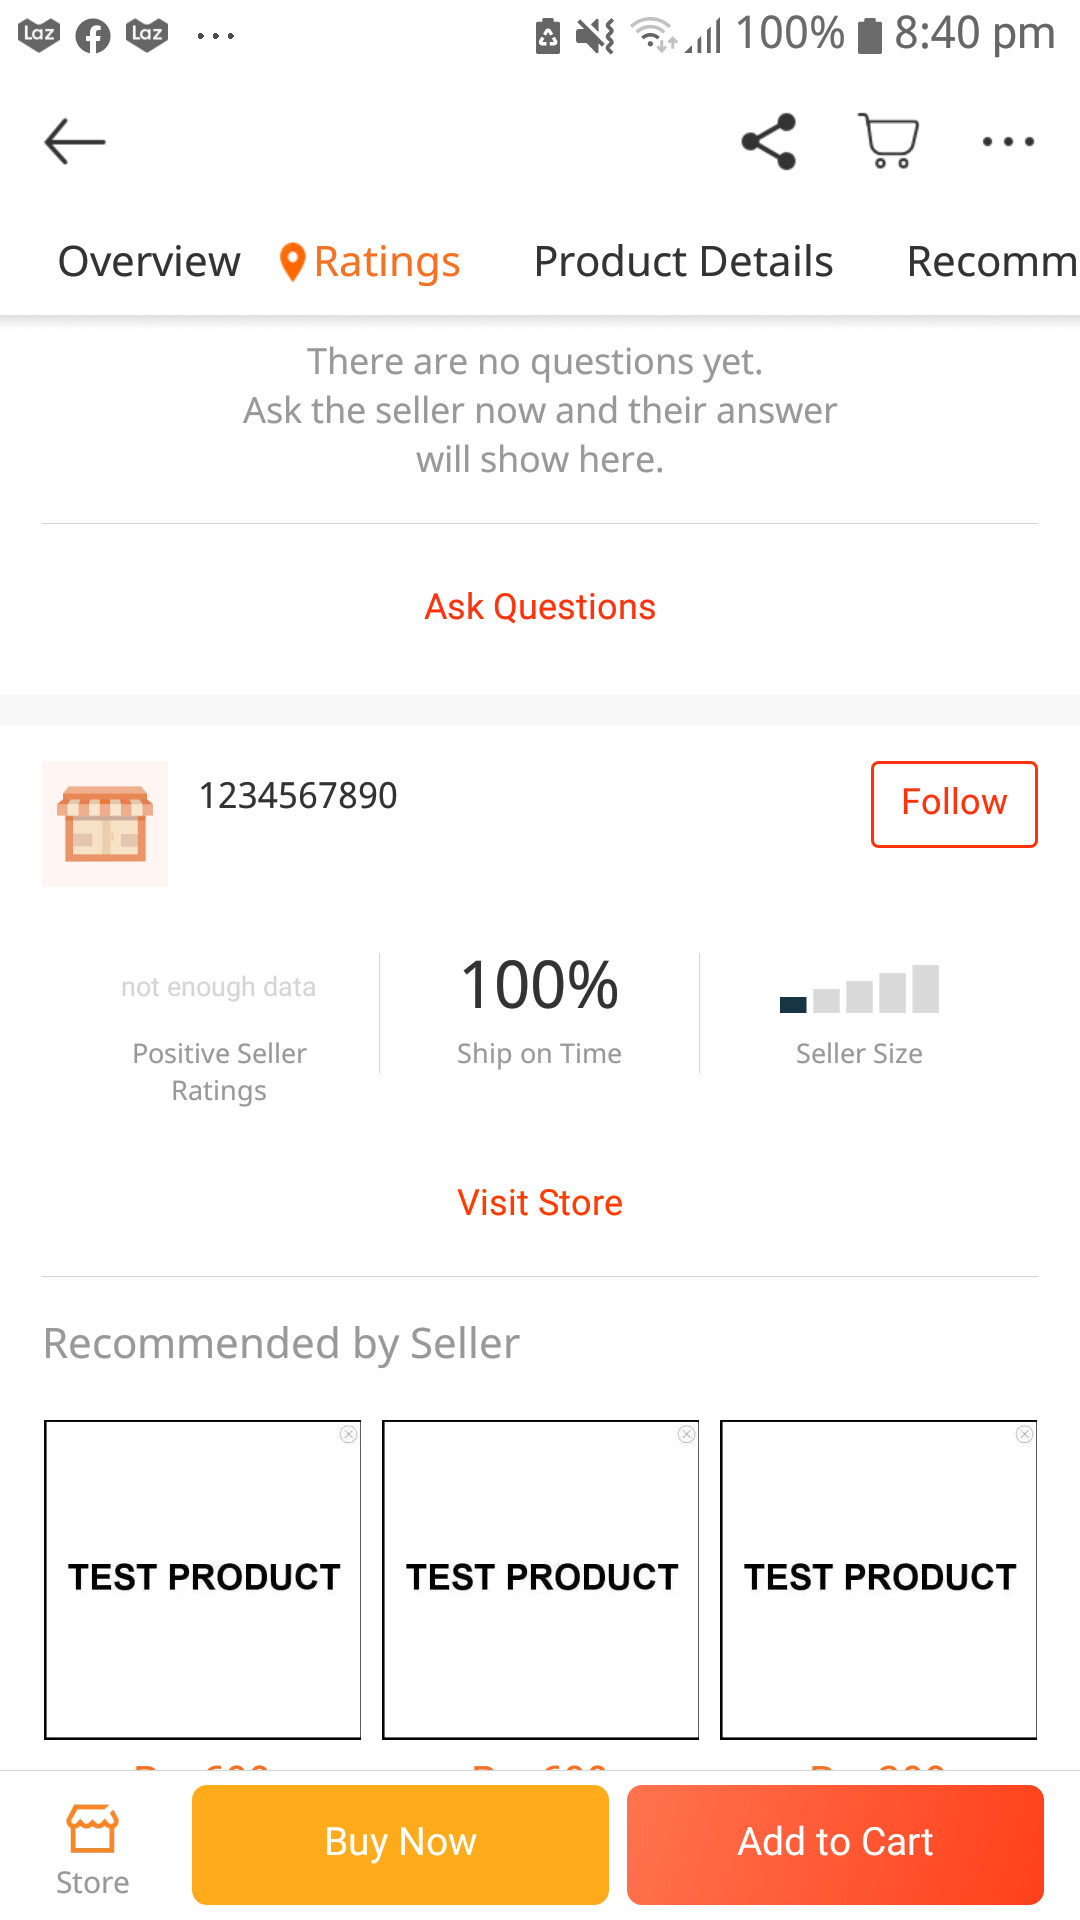 Laz Laz 100% 8:40 pm
Overview Ratings Product Details Recomm
There are no questions yet.
Ask the seller now and their answer
will show here.
Ask Questions
1234567890 Follow
not enough data 100%
Positive Seller Ship on Time Seller Size
Ratings
Visit Store
Recommended by Seller
TEST PRODUCT TEST PRODUCT TEST PRODUCT
Buy Now Add to Cart
Store